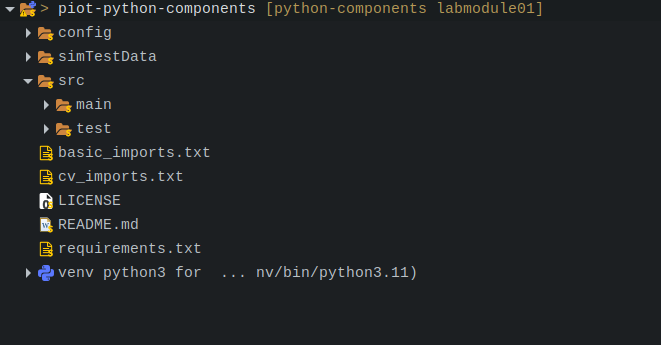 > piot-python-components [python-components labmodule01]
config
simTestData
src
main
test
basic_imports.txt
cv_imports.txt
LICENSE
README.md
requirements.txt
venv python3 for ... nv/bin/python3.11)